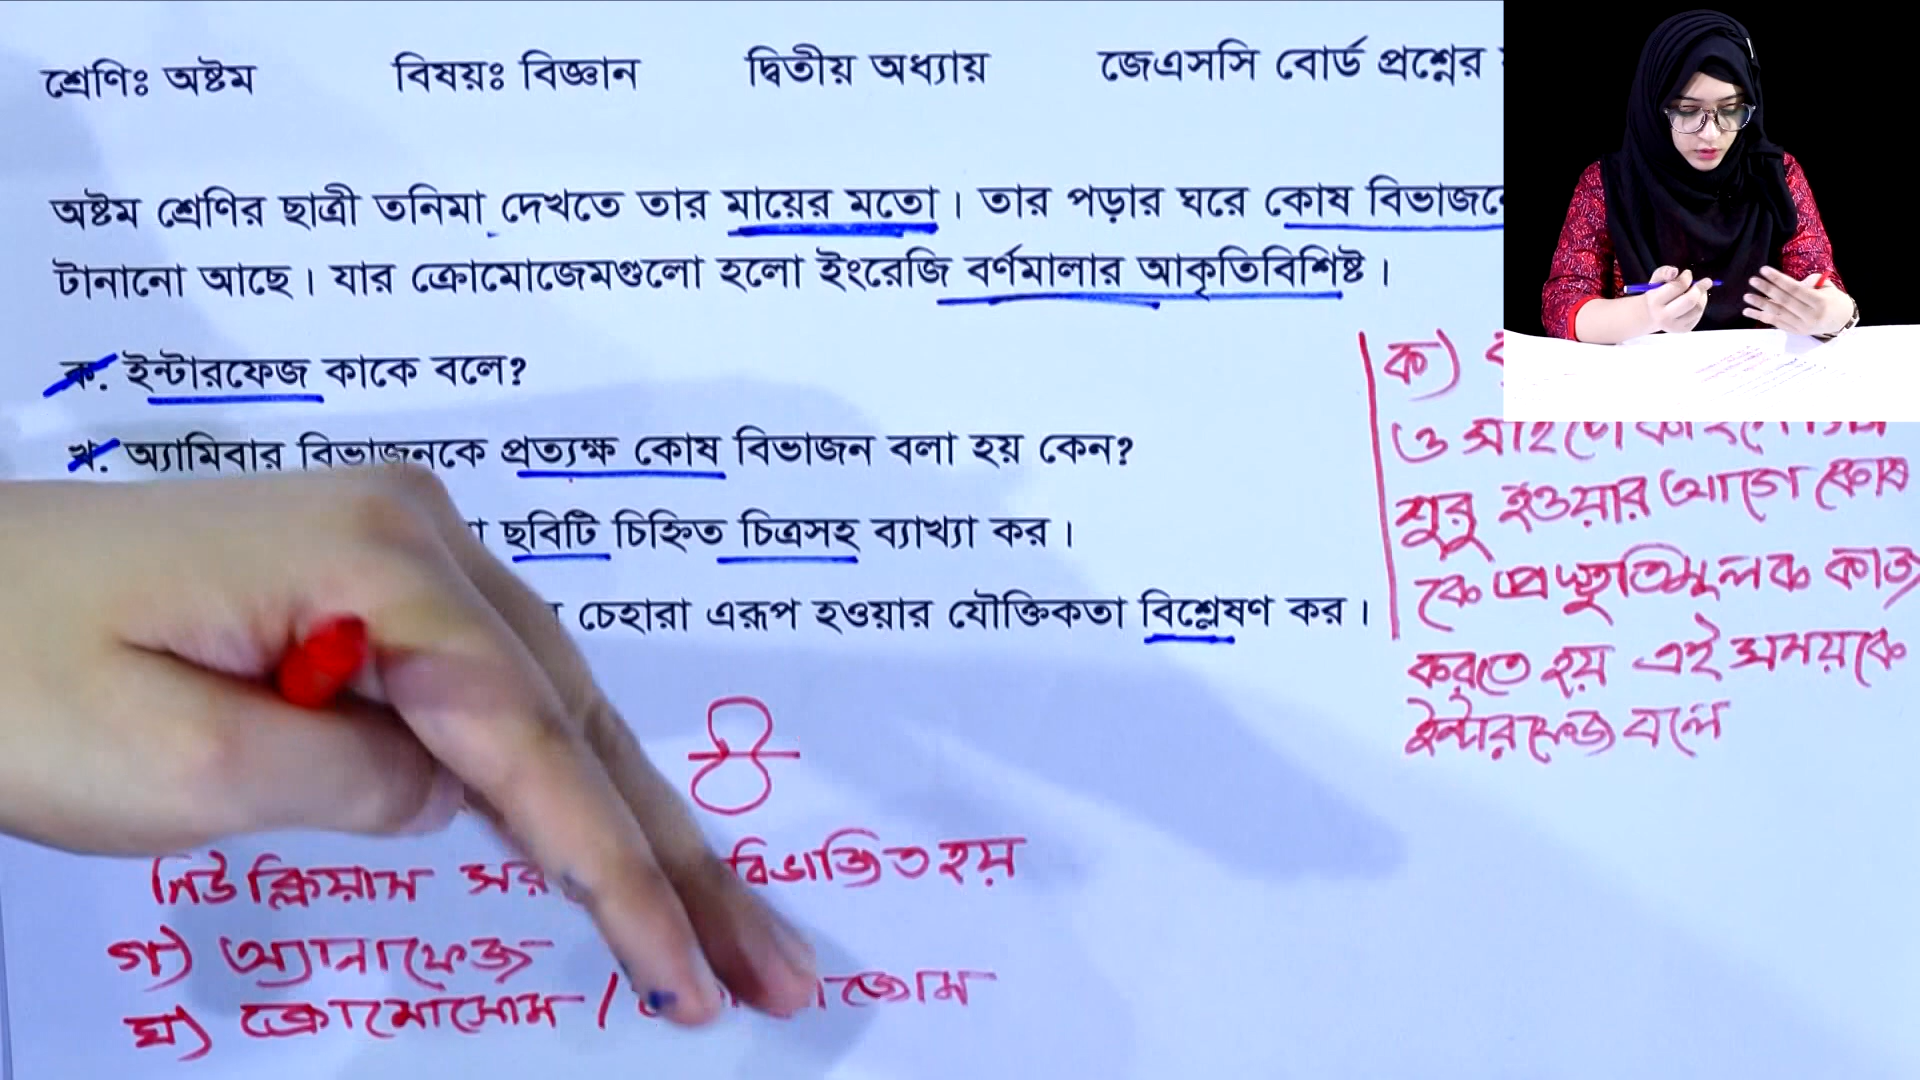 শ্রেণিঃ অষ্টম বিষয়ঃ বিজ্ঞান দ্বিতীয় অধ্যায় জেএসসি বোর্ড প্রশ্নের
অষ্টম শ্রেণির ছাত্রী তনিমা দেখতে তার মায়ের মতো। তার পড়ার ঘরে কোষ বিভাজনে
টানানো আছে। যার ক্রোমোজেমগুলো হলো ইংরেজি বর্ণমালার আকৃতিবিশিষ্ট।
ক. ইন্টারফেজ কাকে বলে?
খ. অ্যামিবার বিভাজনকে প্রত্যক্ষ কোষ বিভাজন বলা হয় কেন?
ছবিটি চিহ্নিত চিত্রসহ ব্যাখ্যা কর।
চেহারা এরূপ হওয়ার যৌক্তিকতা বিশ্লেষণ কর।
নিউক্লিয়াস বিভাজিত হয়
গ) অ্যানাফেজ
ঘ) ক্রোমোসোম /
ক)
ও
শুরু হওয়ার আগে কোষ
কে প্রস্তুতিমূলক কাজ
করতে হয় এই সময়কে
ইন্টারফেজ বলে